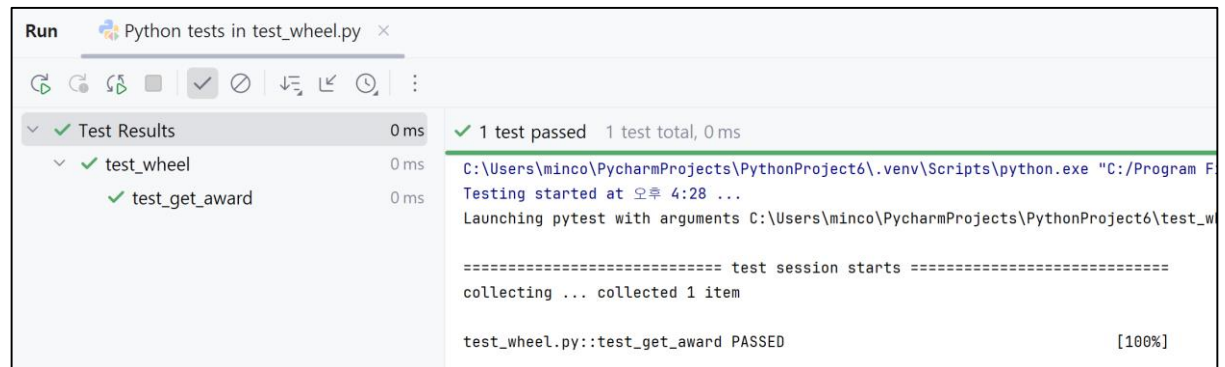 Run Python tests in test_wheel.py
Test Results 0 ms
test_wheel 0 ms
test_get_award 0 ms
1 test passed 1 test total, 0 ms
C:\Users\minco\PycharmProjects\PythonProject6\.venv\Scripts\python.exe "C:/Program
Testing started at 오후 4:28 ...
Launching pytest with arguments C:\Users\minco\PycharmProjects\PythonProject6\
============================= test session starts =============================
collecting ... collected 1 item
test_wheel.py::test_get_award PASSED [100%]